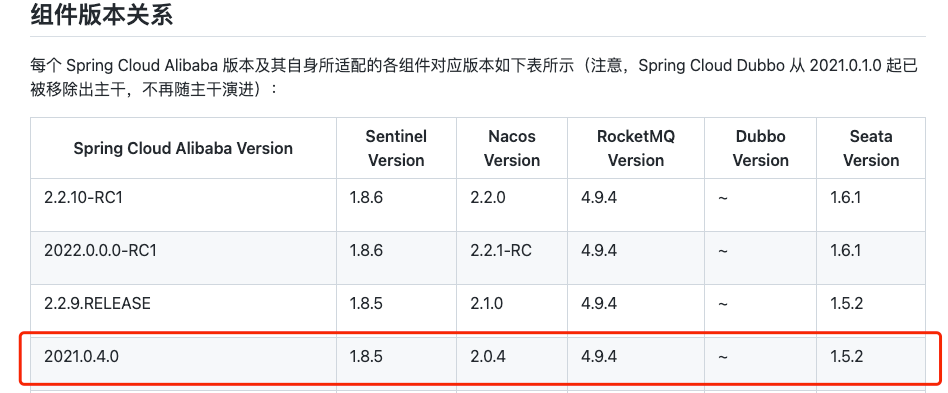 组件版本关系
每个 Spring Cloud Alibaba 版本及其自身所适配的各组件对应版本如下表所示（注意，Spring Cloud Dubbo 从 2021.0.1.0 起已
被移除出主干，不再随主干演进）：
Spring Cloud Alibaba Version Sentinel Version Nacos Version RocketMQ Version Dubbo Version Seata Version
2.2.10-RC1 1.8.6 2.2.0 4.9.4 ~ 1.6.1
2022.0.0.0-RC1 1.8.6 2.2.1-RC 4.9.4 ~ 1.6.1
2.2.9.RELEASE 1.8.5 2.1.0 4.9.4 ~ 1.5.2
2021.0.4.0 1.8.5 2.0.4 4.9.4 ~ 1.5.2